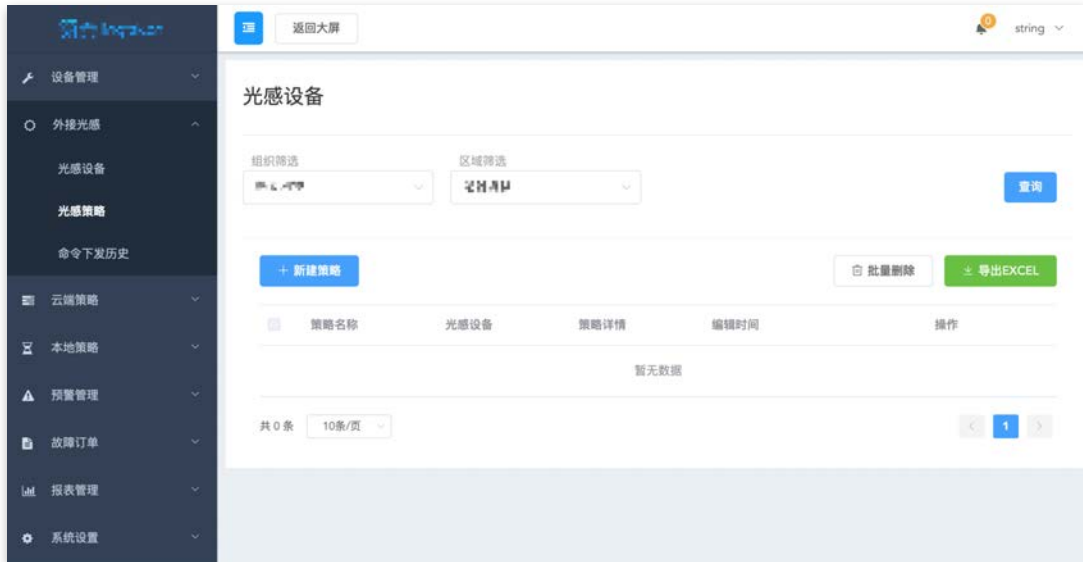 返回大屏
0
string
设备管理
外接光感
光感设备
光感策略
命令下发历史
云端策略
本地策略
预警管理
故障订单
报表管理
系统设置
光感设备
组织筛选 区域筛选
查询
+ 新建策略 批量删除 导出EXCEL
策略名称 光感设备 策略详情 编辑时间 操作
暂无数据
共 0 条 10条/页 < 1 >